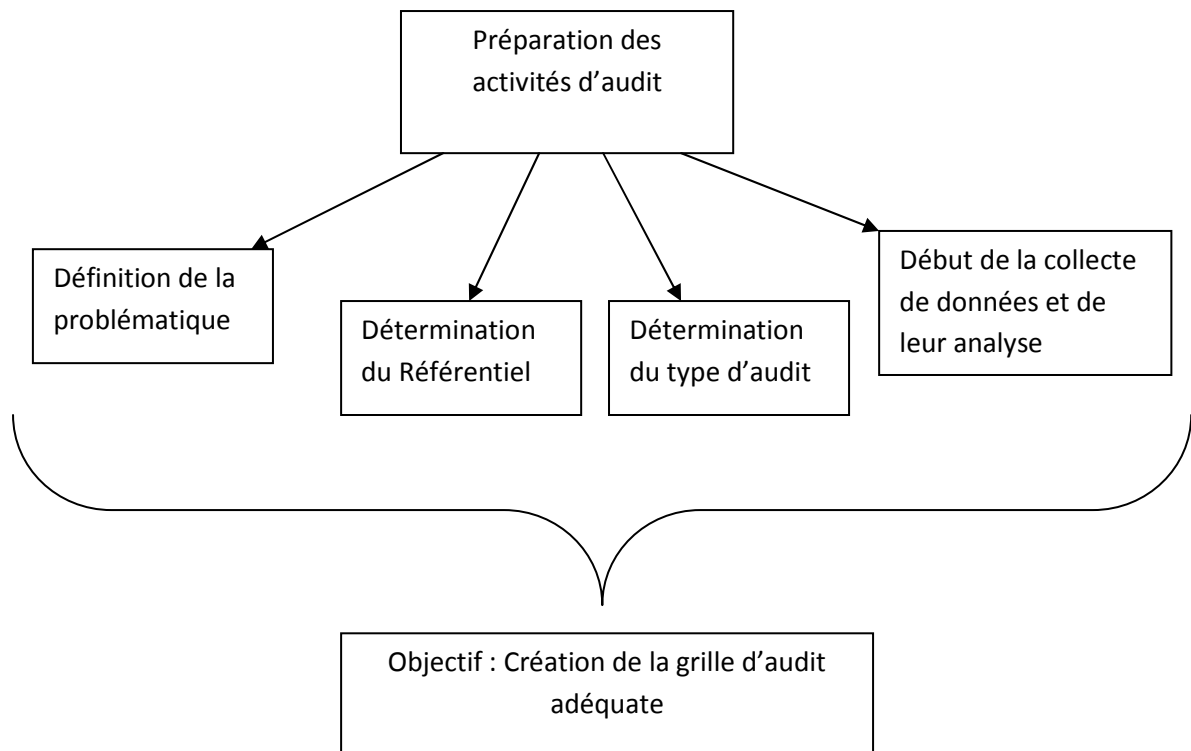 Préparation des
activités d’audit
Définition de la
problématique
Détermination
du Référentiel
Détermination
du type d’audit
Début de la collecte
de données et de
leur analyse
Objectif : Création de la grille d’audit
adéquate